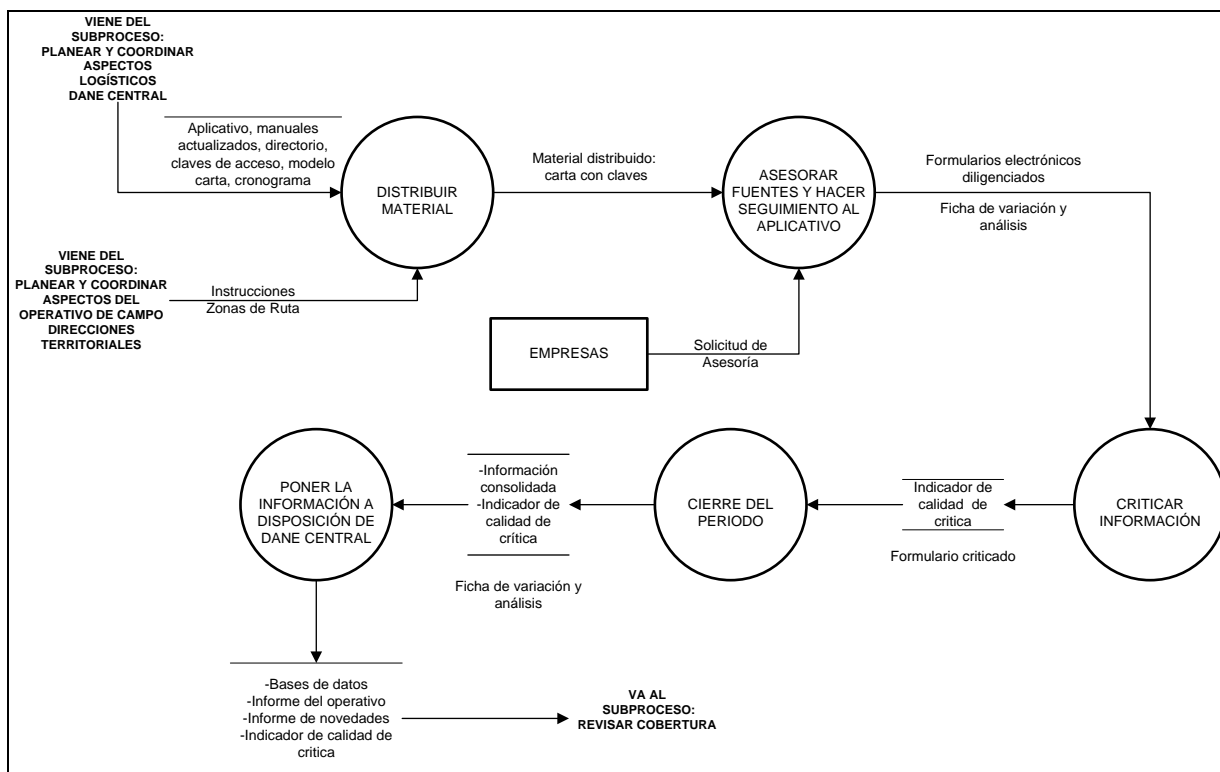 VIENE DEL
SUBPROCESO:
PLANEAR Y COORDINAR
ASPECTOS
LOGÍSTICOS
DANE CENTRAL
Aplicativo, manuales
actualizados, directorio,
claves de acceso, modelo
carta, cronograma
DISTRIBUIR
MATERIAL
Material distribuido:
carta con claves
ASESORAR
FUENTES Y HACER
SEGUIMIENTO AL
APLICATIVO
Formularios electrónicos
diligenciados
Ficha de variación y
análisis
VIENE DEL
SUBPROCESO:
PLANEAR Y COORDINAR
ASPECTOS DEL
OPERATIVO DE CAMPO
DIRECCIONES
TERRITORIALES
Instrucciones
Zonas de Ruta
EMPRESAS
Solicitud de
Asesoría
PONER LA
INFORMACIÓN A
DISPOSICIÓN DE
DANE CENTRAL
-Información
consolidada
-Indicador de
calidad de
crítica
Ficha de variación y
análisis
CIERRE DEL
PERIODO
Indicador de
calidad de
critica
Formulario criticado
CRITICAR
INFORMACIÓN
-Bases de datos
-Informe del operativo
-Informe de novedades
-Indicador de calidad de
critica
VA AL
SUBPROCESO:
REVISAR COBERTURA